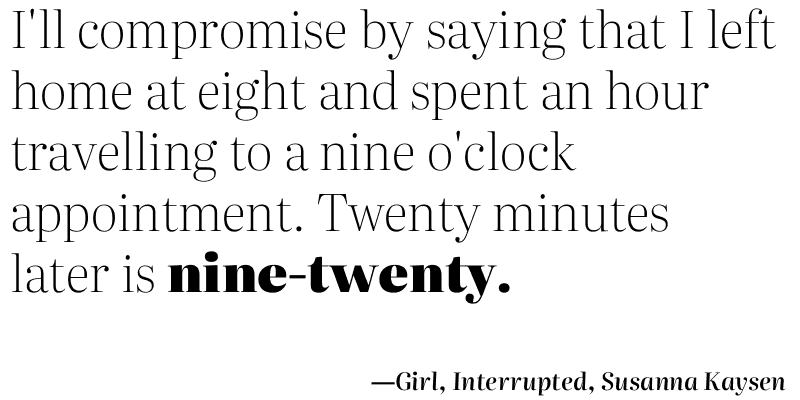 I'll compromise by saying that I left
home at eight and spent an hour
travelling to a nine o'clock
appointment. Twenty minutes
later is nine-twenty.
—Girl, Interrupted, Susanna Kaysen